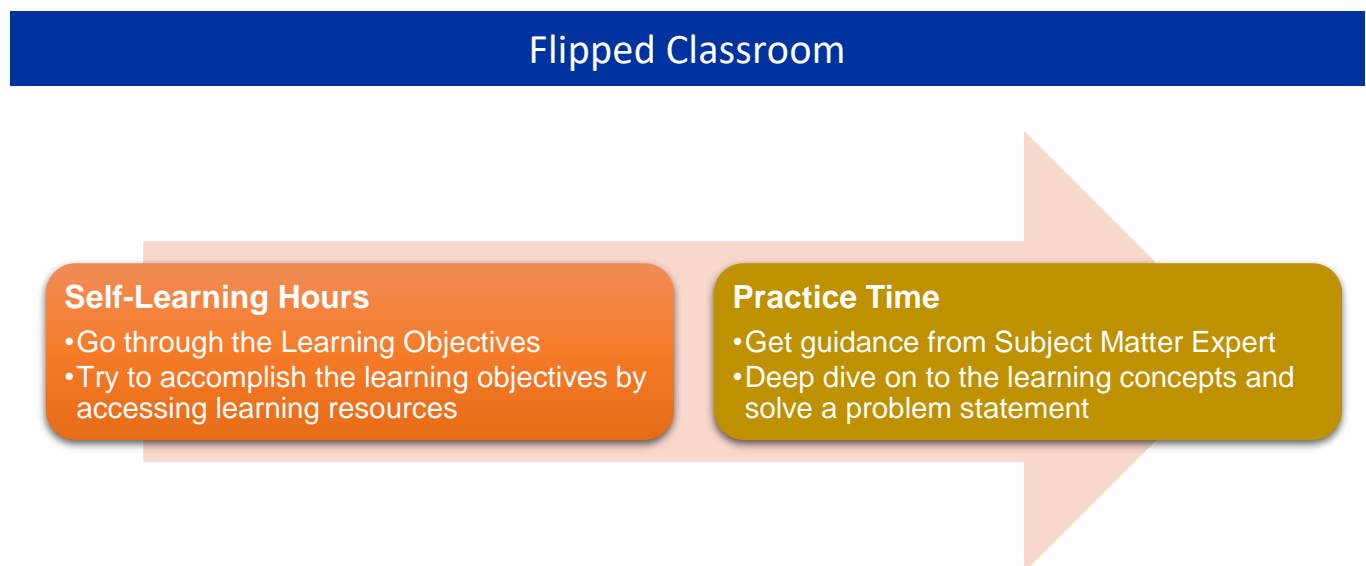 Flipped Classroom
Self-Learning Hours
•Go through the Learning Objectives
•Try to accomplish the learning objectives by
accessing learning resources
Practice Time
•Get guidance from Subject Matter Expert
•Deep dive on to the learning concepts and
solve a problem statement